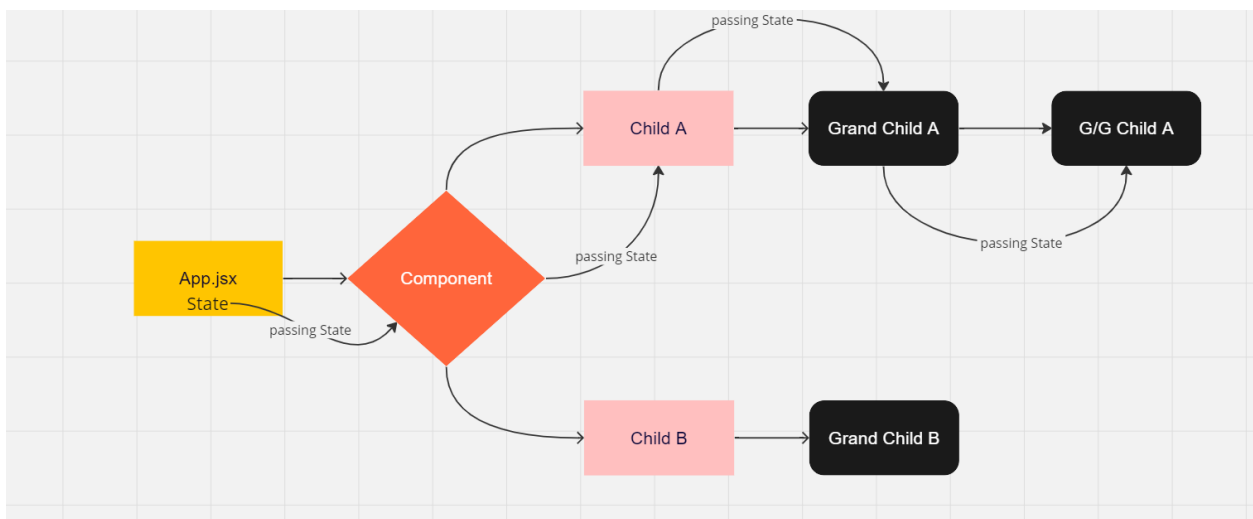 passing State
Child A
Grand Child A
G/G Child A
passing State
passing State
App.jsx
State
Component
passing State
Child B
Grand Child B